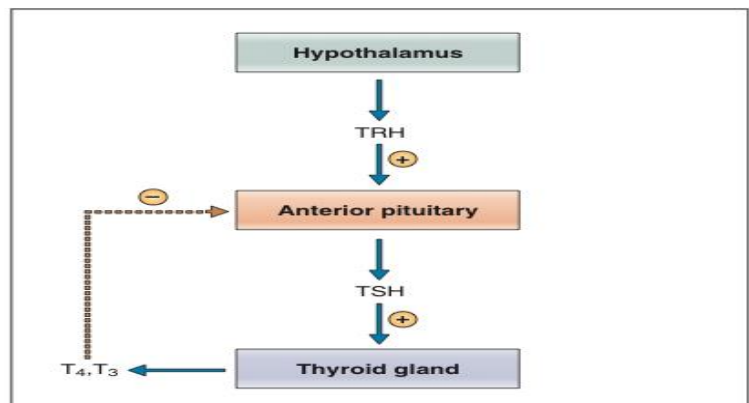 Hypothalamus
TRH
+
−
Anterior pituitary
TSH
+
T₄,T₃
Thyroid gland